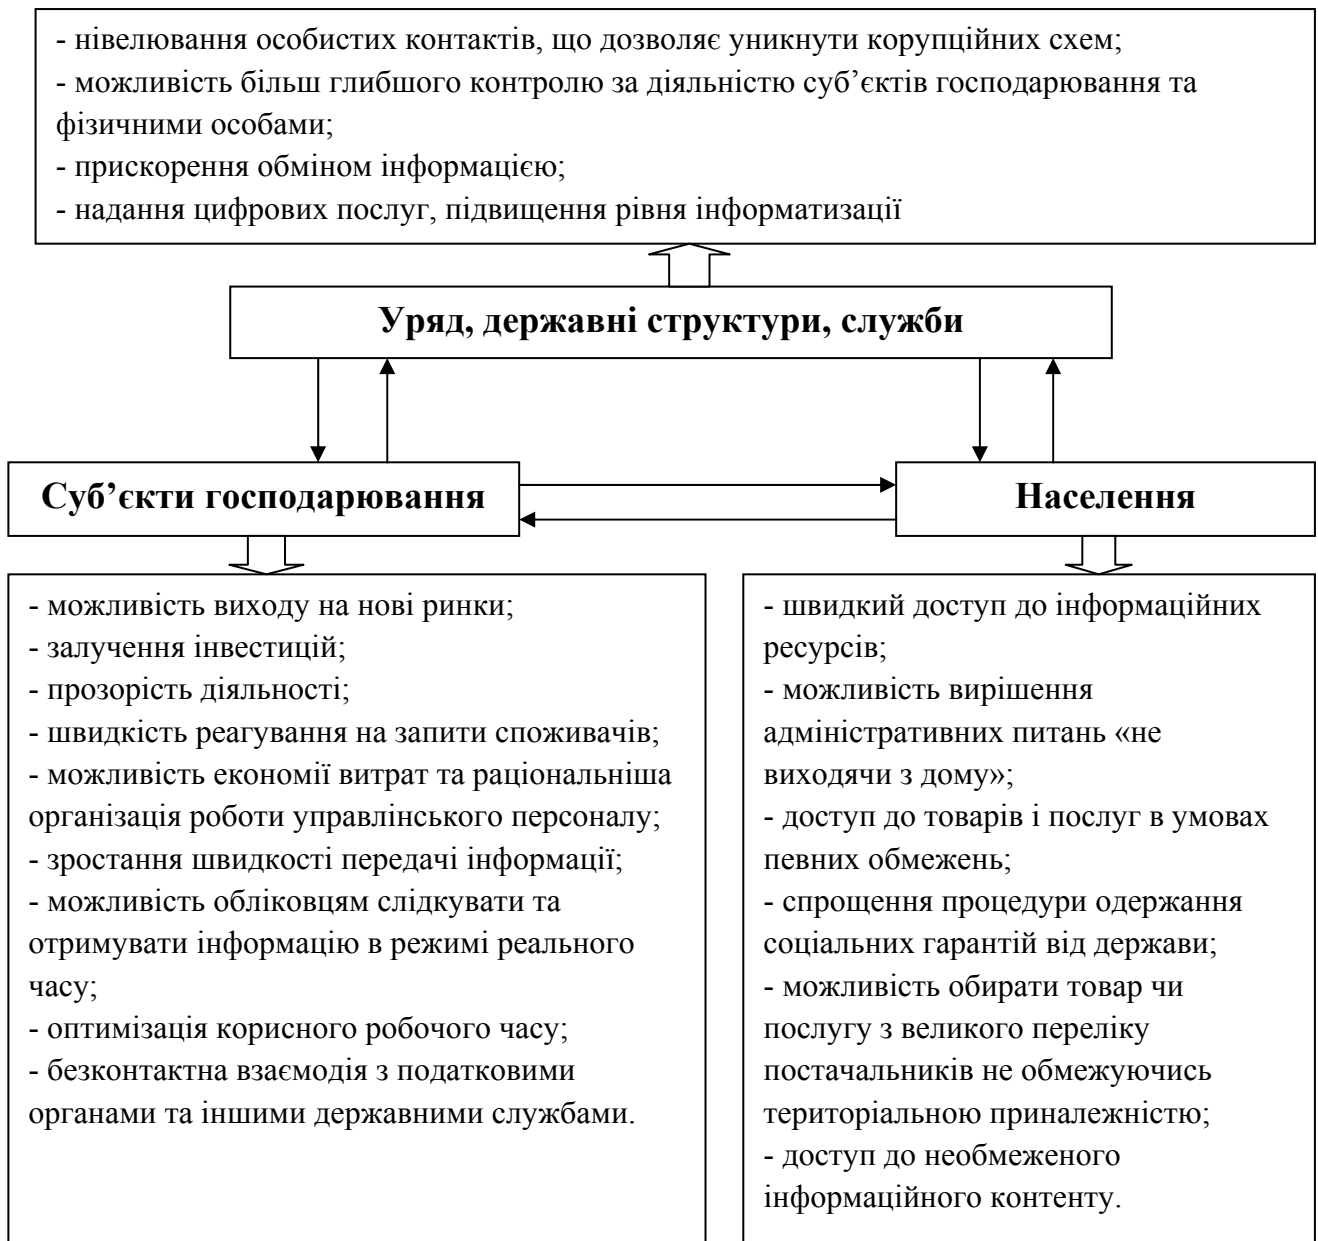 - нівелювання особистих контактів, що дозволяє уникнути корупційних схем;
- можливість більш глибшого контролю за діяльністю суб’єктів господарювання та
фізичними особами;
- прискорення обміном інформацією;
- надання цифрових послуг, підвищення рівня інформатизації
Уряд, державні структури, служби
Суб’єкти господарювання
Населення
- можливість виходу на нові ринки;
- залучення інвестицій;
- прозорість діяльності;
- швидкість реагування на запити споживачів;
- можливість економії витрат та раціональніша
організація роботи управлінського персоналу;
- зростання швидкості передачі інформації;
- можливість обліковцям слідкувати та
отримувати інформацію в режимі реального
часу;
- оптимізація корисного робочого часу;
- безконтактна взаємодія з податковими
органами та іншими державними службами.
- швидкий доступ до інформаційних
ресурсів;
- можливість вирішення
адміністративних питань «не
виходячи з дому»;
- доступ до товарів і послуг в умовах
певних обмежень;
- спрощення процедури одержання
соціальних гарантій від держави;
- можливість обирати товар чи
послугу з великого переліку
постачальників не обмежуючись
територіальною приналежністю;
- доступ до необмеженого
інформаційного контенту.